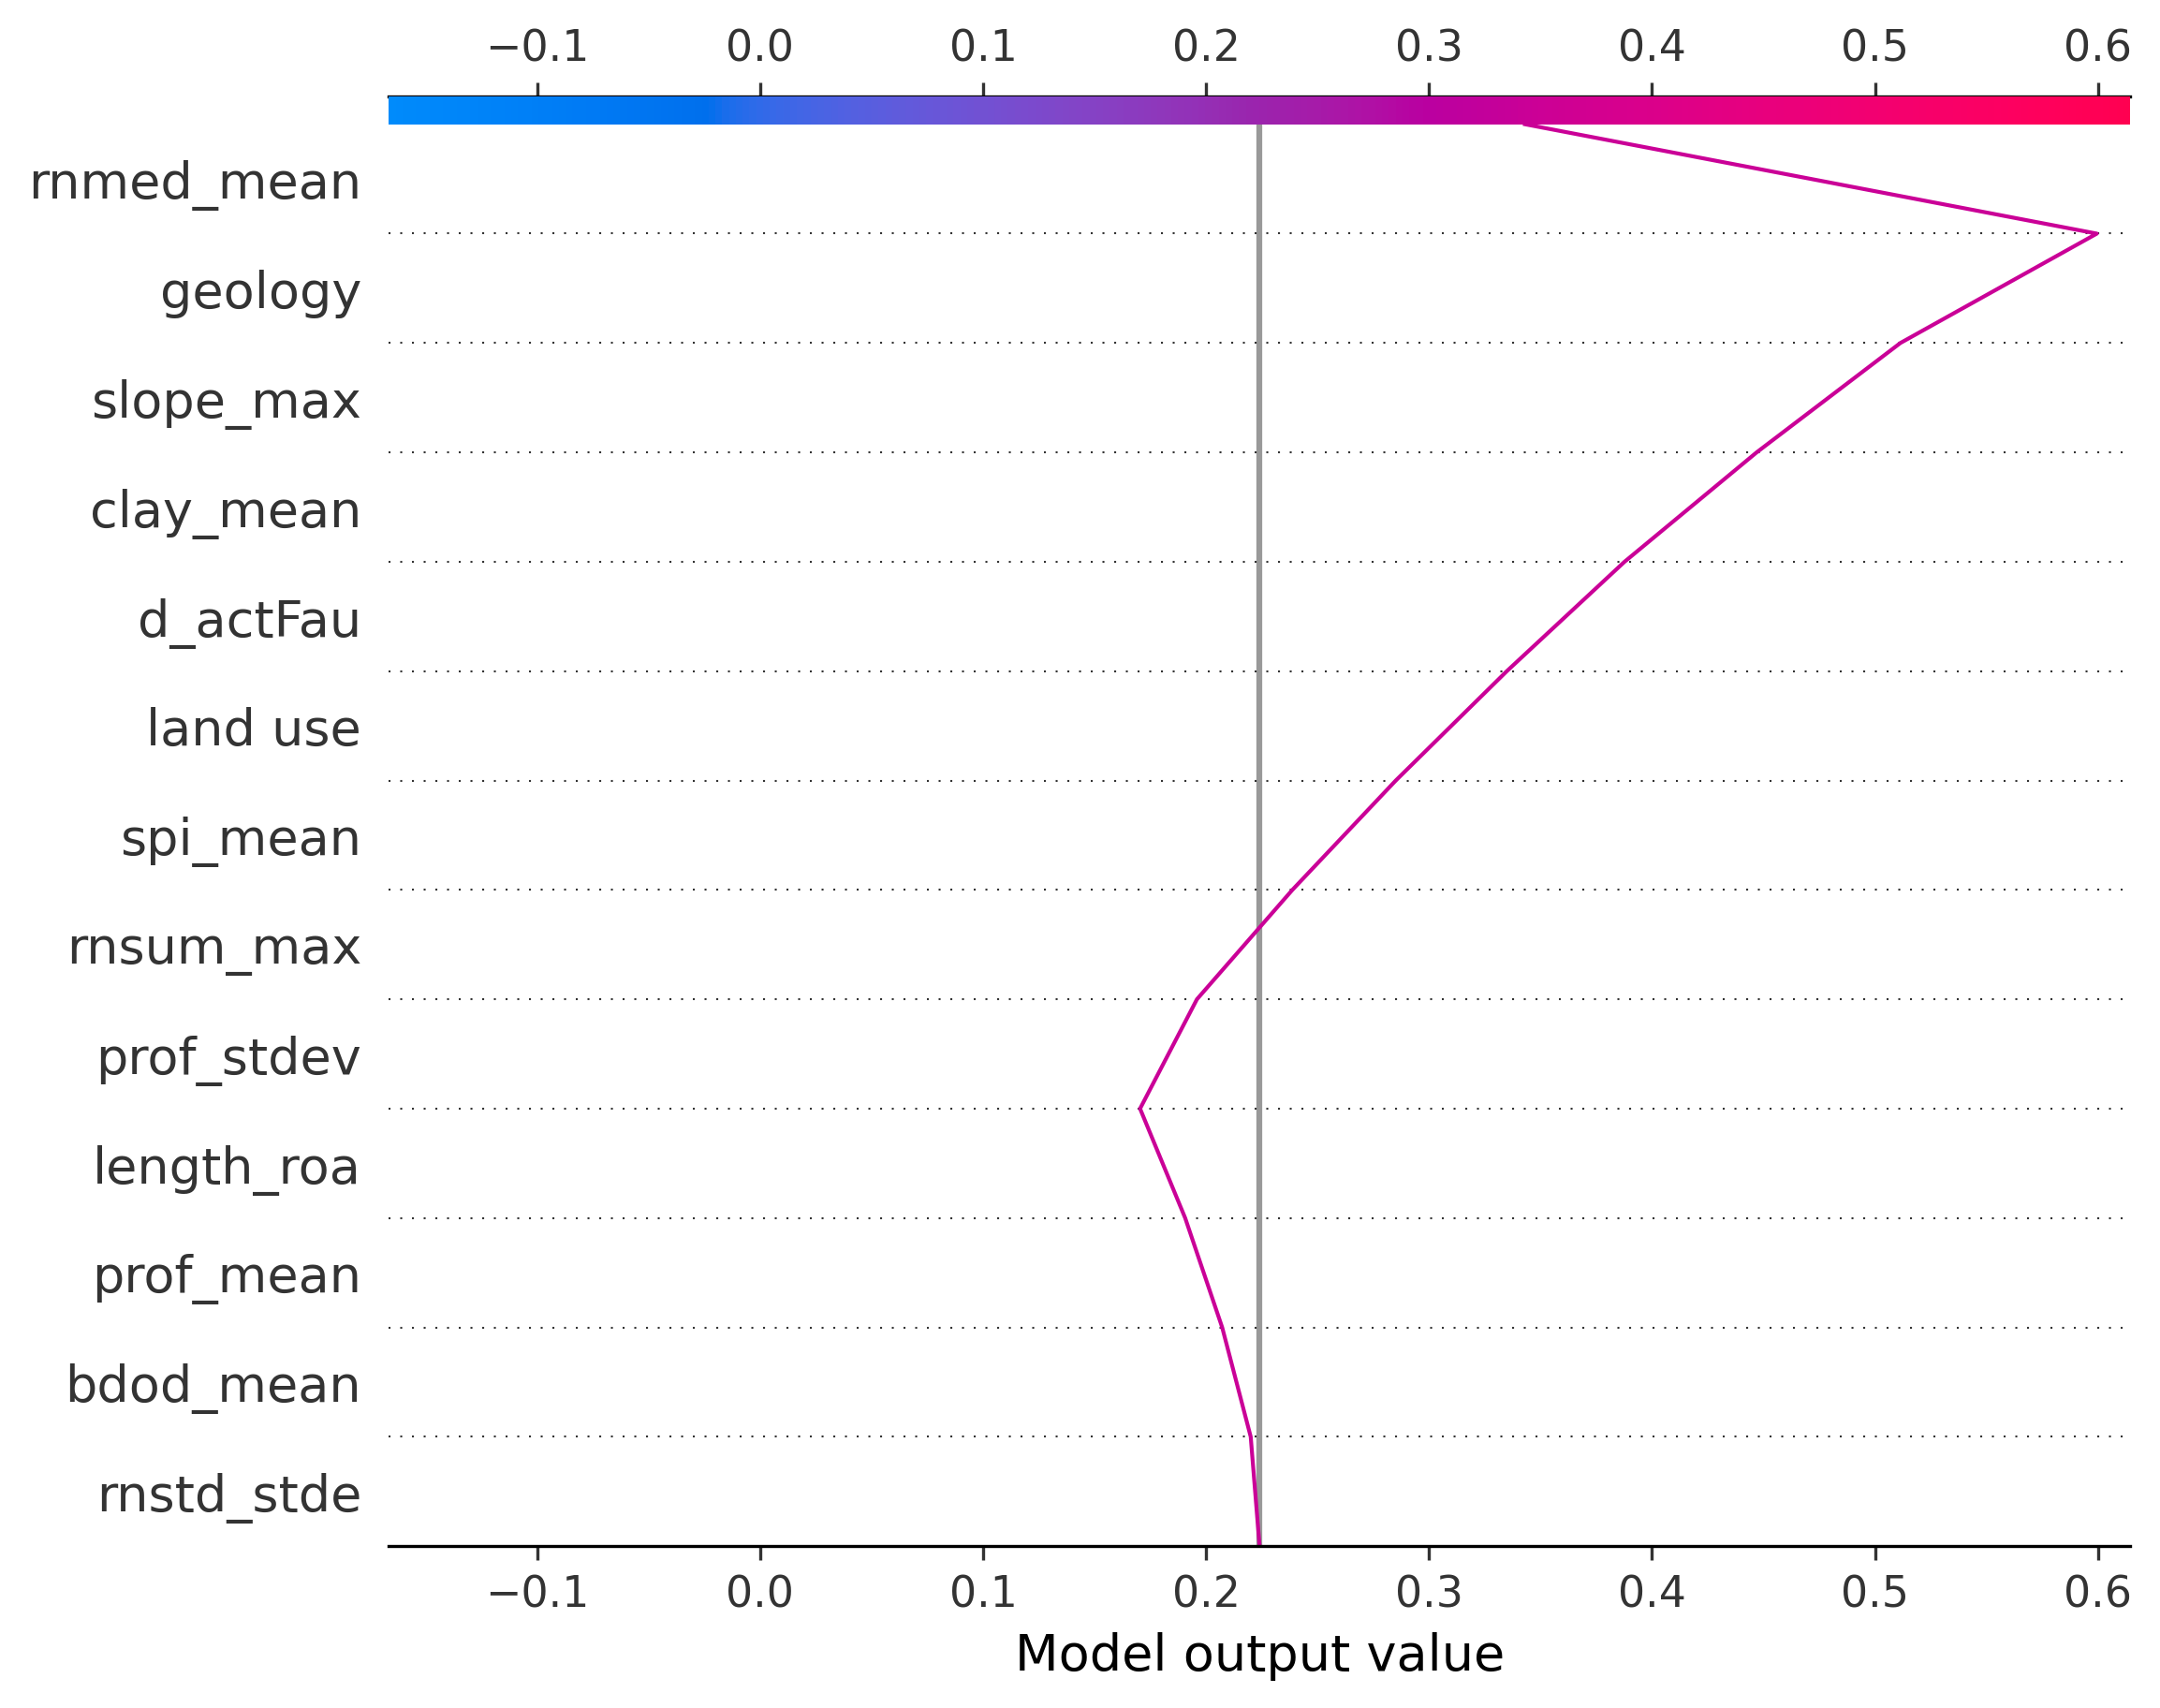 −0.1 0.0 0.1 0.2 0.3 0.4 0.5 0.6
rnmed_mean
geology
slope_max
clay_mean
d_actFau
land use
spi_mean
rnsum_max
prof_stdev
length_roa
prof_mean
bdod_mean
rnstd_stde
−0.1 0.0 0.1 0.2 0.3 0.4 0.5 0.6
Model output value